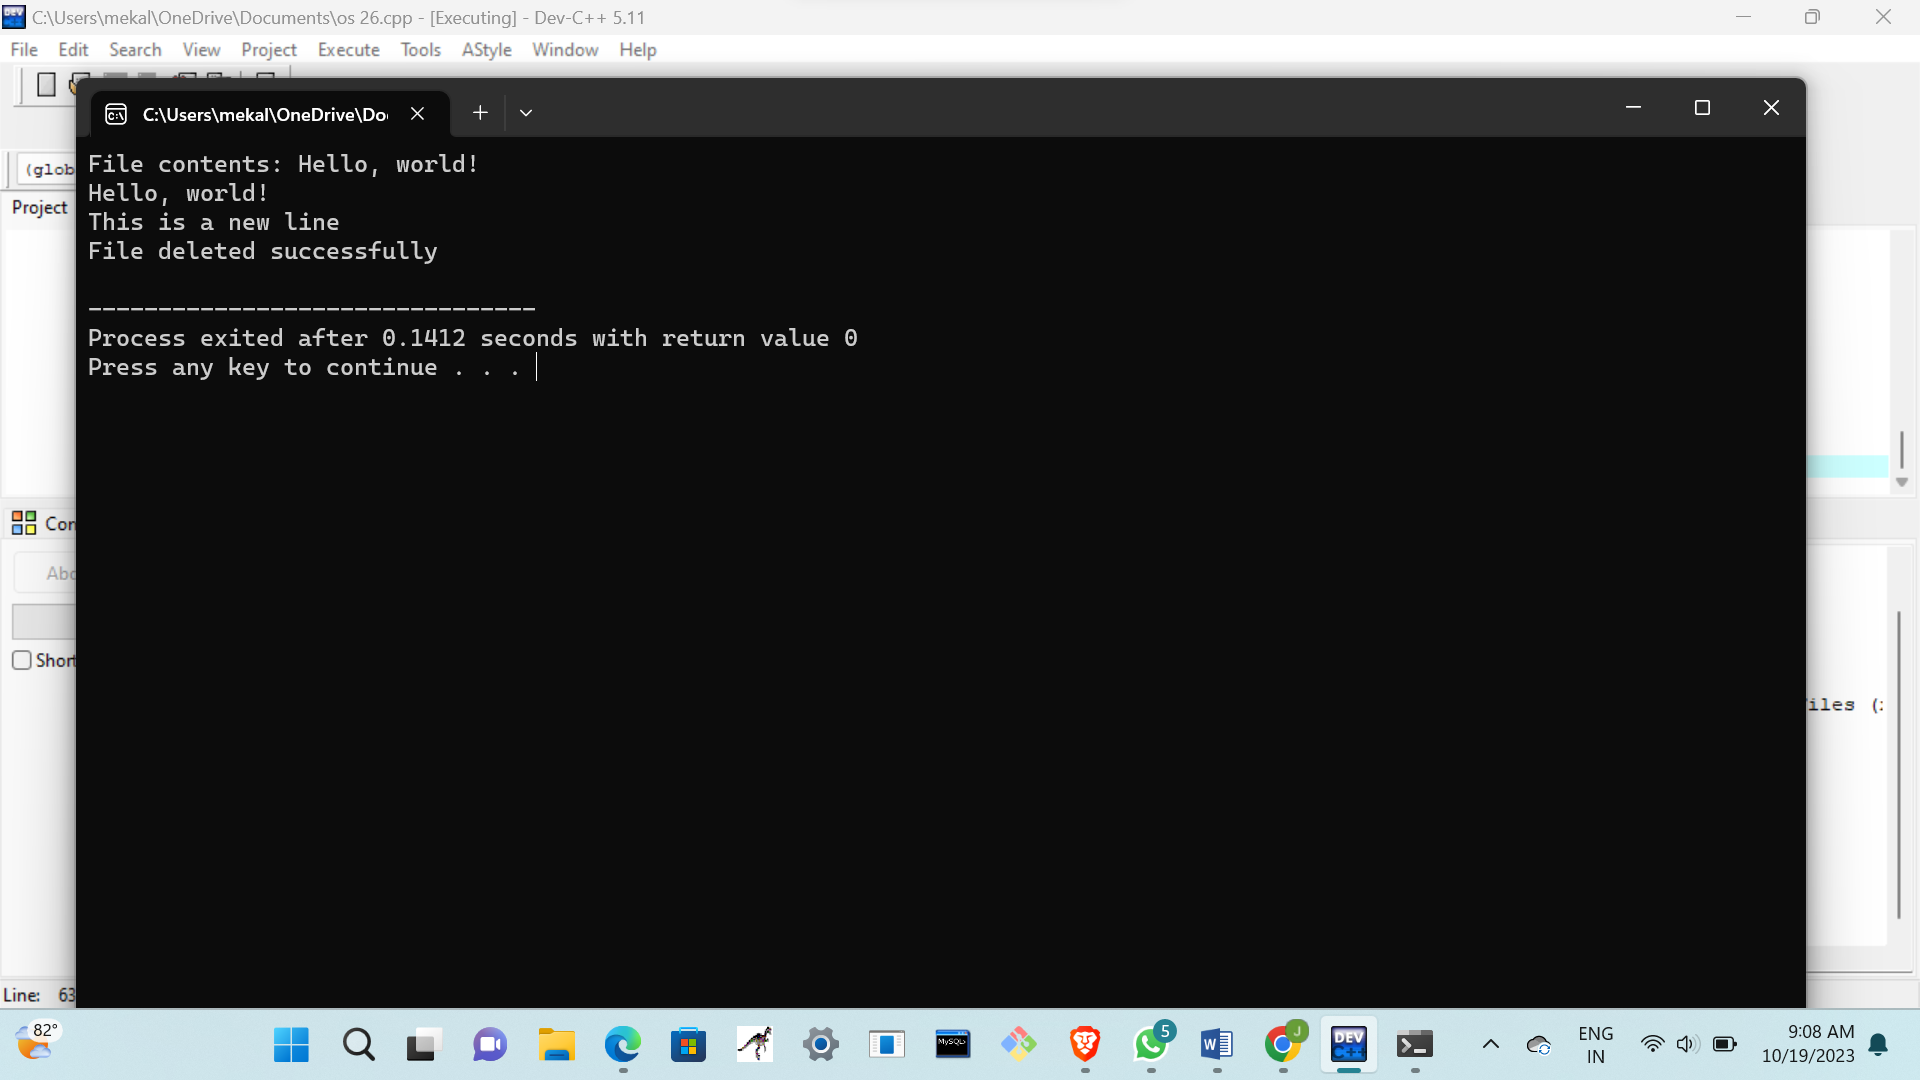 C:\Users\mekal\OneDrive\Documents\os 26.cpp - [Executing] - Dev-C++ 5.11
File Edit Search View Project Execute Tools AStyle Window Help
C:\Users\mekal\OneDrive\Do
File contents: Hello, world!
(glob
Hello, world!
Project
This is a new line
File deleted successfully
--------------------------------
Process exited after 0.1412 seconds with return value 0
Press any key to continue . . .
Short
iles (
Line: 63
82°
MySQL>
5
W
J
DEV C++
ENG
IN
9:08 AM
10/19/2023